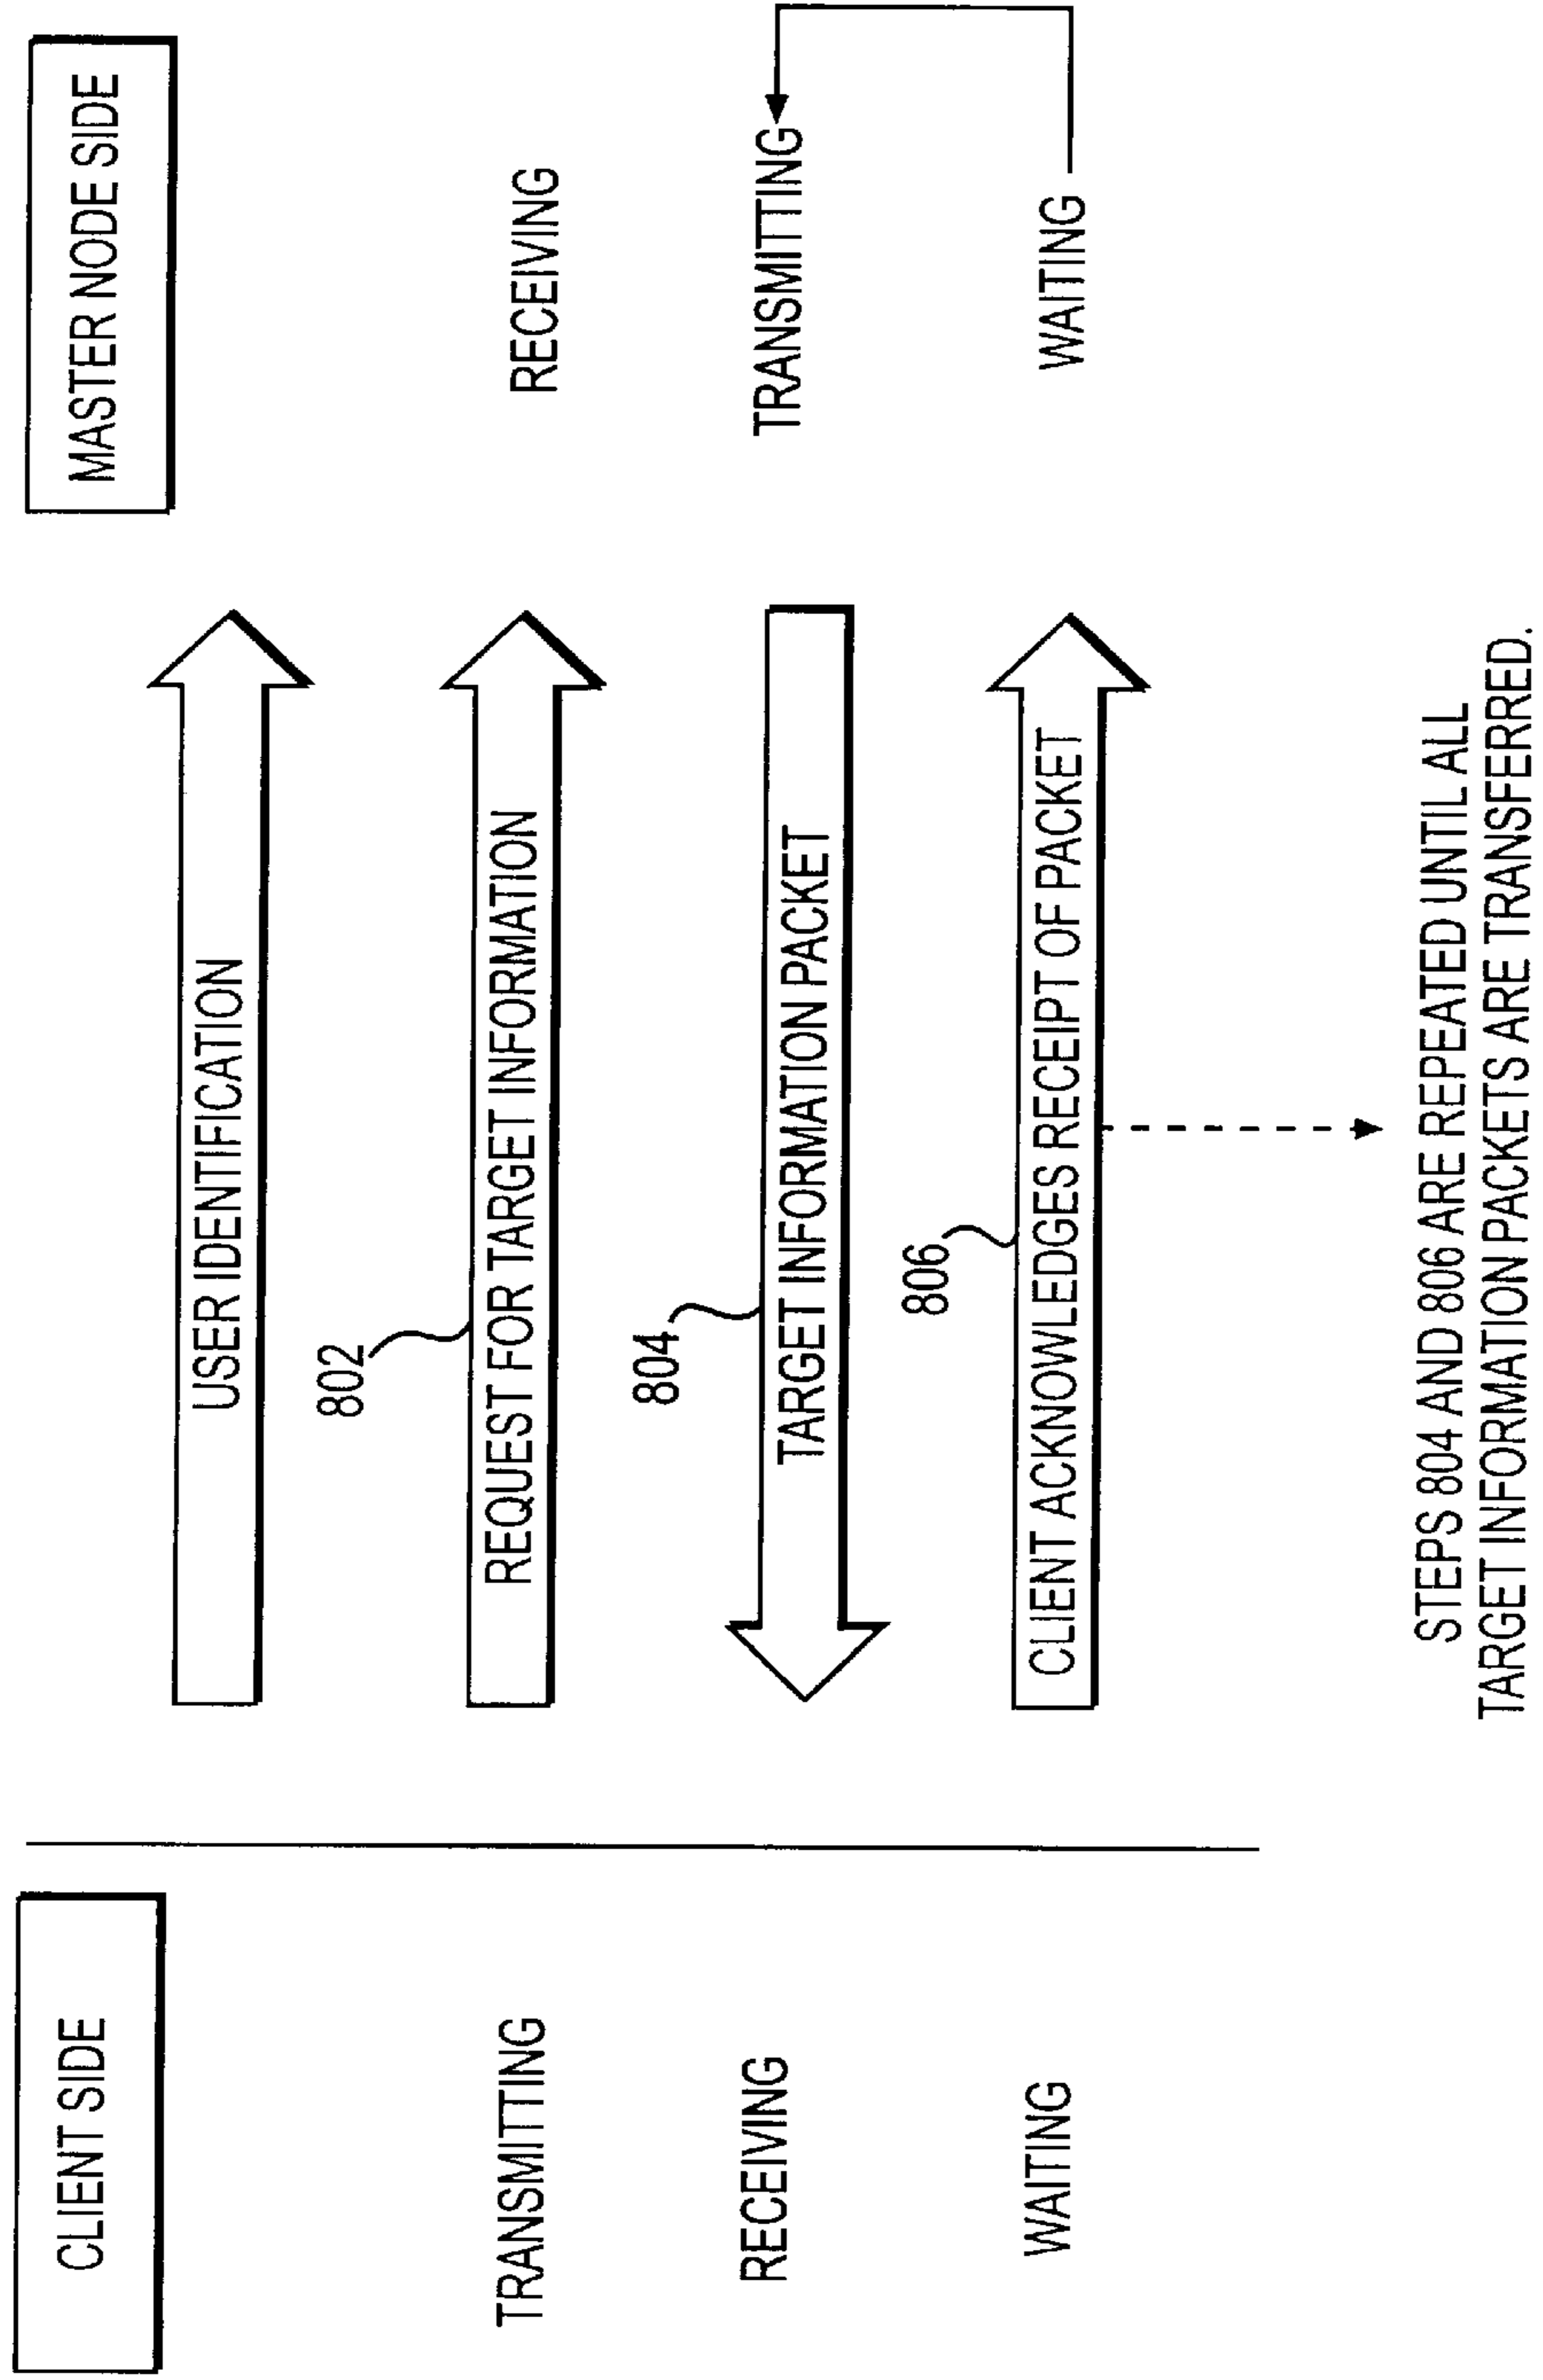 CLIENT SIDE
MASTER NODE SIDE
USER IDENTIFICATION
802
TRANSMITTING
REQUEST FOR TARGET INFORMATION
RECEIVING
804
RECEIVING
TARGET INFORMATION PACKET
TRANSMITTING
806
WAITING
CLIENT ACKNOWLEDGES RECEIPT OF PACKET
WAITING
STEPS 804 AND 806 ARE REPEATED UNTIL ALL
TARGET INFORMATION PACKETS ARE TRANSFERRED.